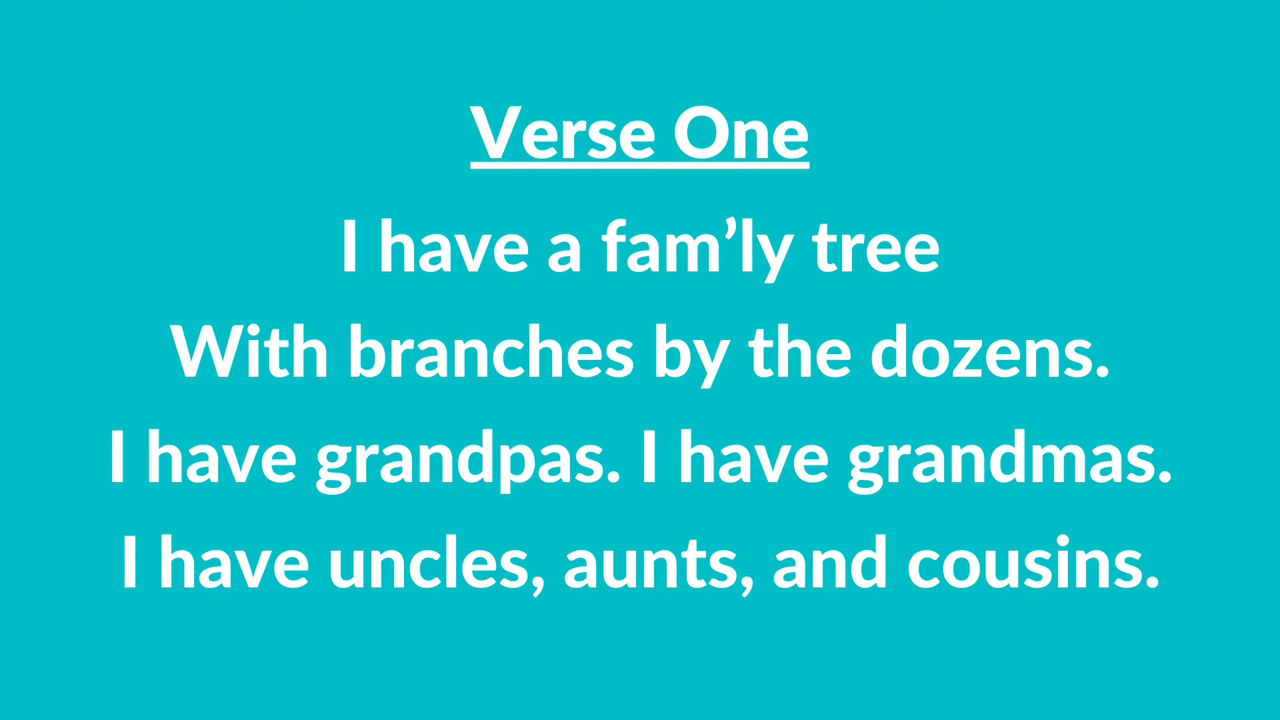 Verse One
I have a fam’ly tree
With branches by the dozens.
I have grandpas. I have grandmas.
I have uncles, aunts, and cousins.